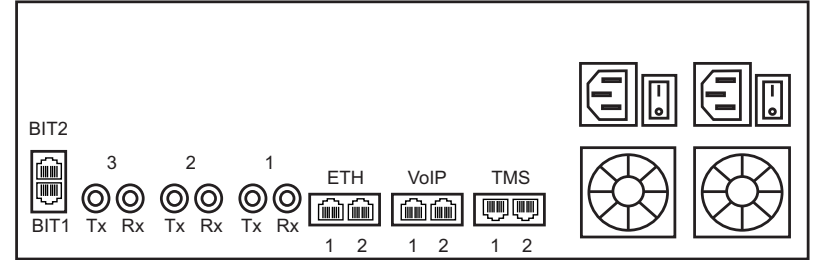 BIT2
3 2 1
ETH VoIP TMS
BIT1 Tx Rx Tx Rx Tx Rx
1 2 1 2 1 2